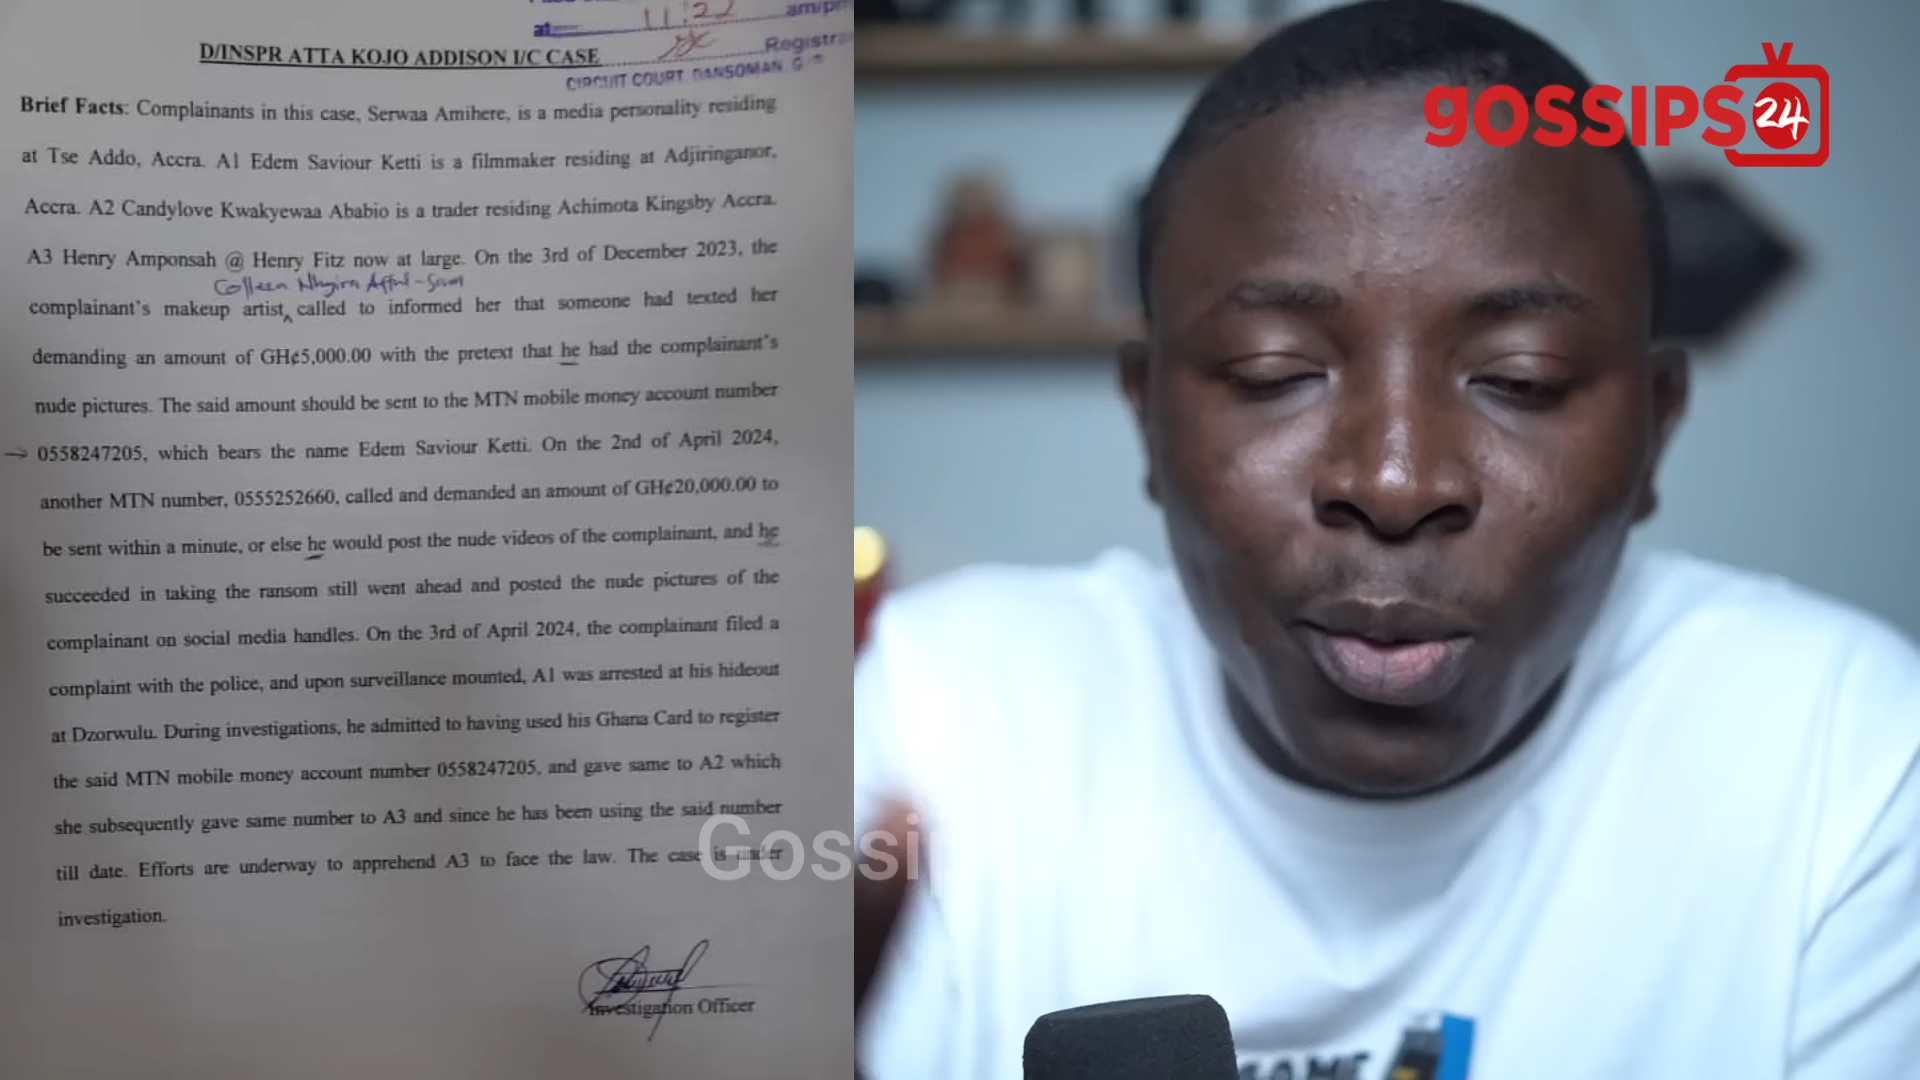 at 11:22 am/pm
D/INSPR ATTA KOJO ADDISON I/C CASE
Registrar
CIRCUIT COURT, DANSOMAN
Brief Facts: Complainants in this case, Serwaa Amihere, is a media personality residing
at Tse Addo, Accra. A1 Edem Saviour Ketti is a filmmaker residing at Adjiringanor,
Accra. A2 Candylove Kwakyewaa Ababio is a trader residing Achimota Kingsby Accra.
A3 Henry Amponsah @ Henry Fitz now at large. On the 3rd of December 2023, the
Colleen
complainant's makeup artist, called to informed her that someone had texted her
demanding an amount of GH¢5,000.00 with the pretext that he had the complainant's
nude pictures. The said amount should be sent to the MTN mobile money account number
→ 0558247205, which bears the name Edem Saviour Ketti. On the 2nd of April 2024,
another MTN number, 0555252660, called and demanded an amount of GH¢20,000.00 to
be sent within a minute, or else he would post the nude videos of the complainant, and he
succeeded in taking the ransom still went ahead and posted the nude pictures of the
complainant on social media handles. On the 3rd of April 2024, the complainant filed a
complaint with the police, and upon surveillance mounted, A1 was arrested at his hideout
at Dzorwulu. During investigations, he admitted to having used his Ghana Card to register
the said MTN mobile money account number 0558247205, and gave same to A2 which
she subsequently gave same number to A3 and since he has been using the said number
till date. Efforts are underway to apprehend A3 to face the law. The case is under
investigation.
Investigation Officer
Gossip
gOSSIPS24
GAME